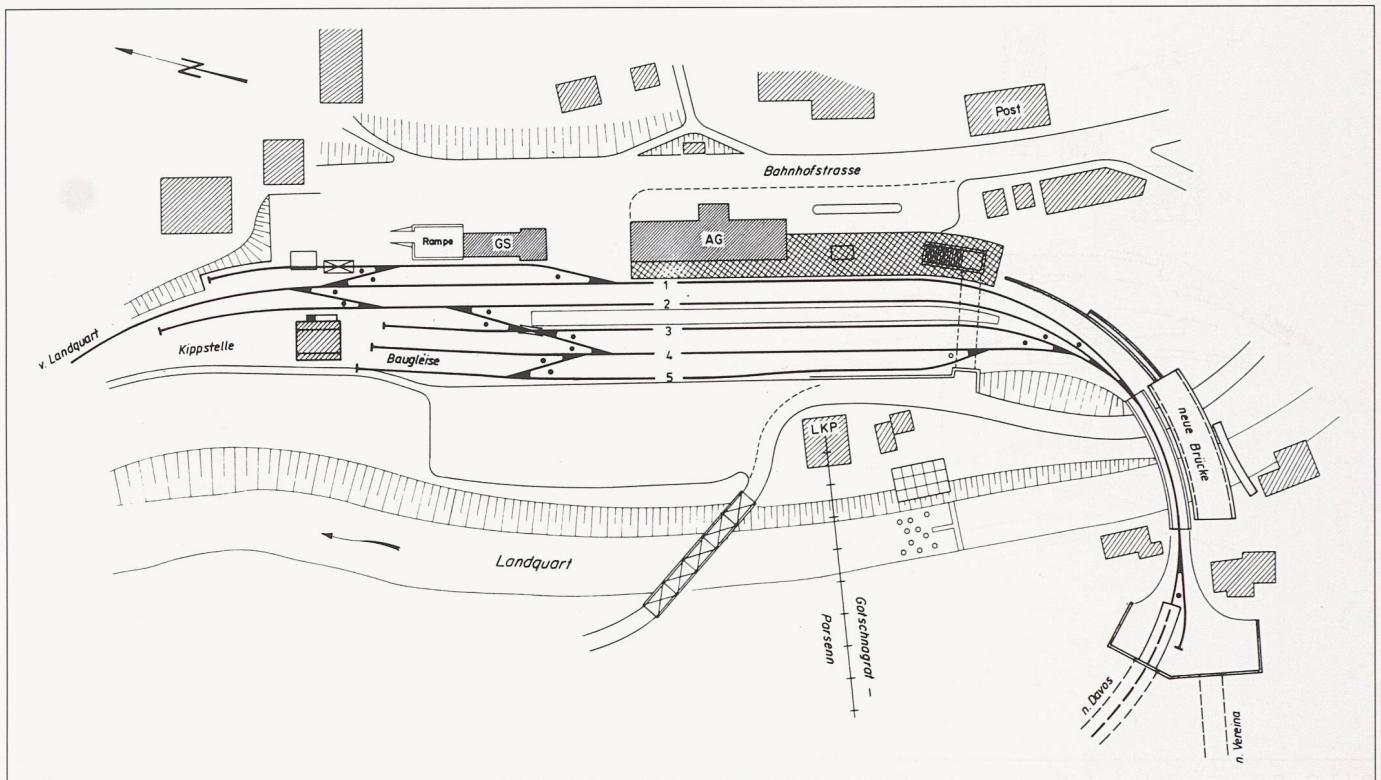 N
Post
Bahnhofstrasse
Rampe
GS
AG
1
2
3
4
5
v. Landquart
Kippstelle
Baugleise
LKP
neue Brücke
Landquart
Gotschnagrat –
Parsenn
n. Davos
n. Vereina